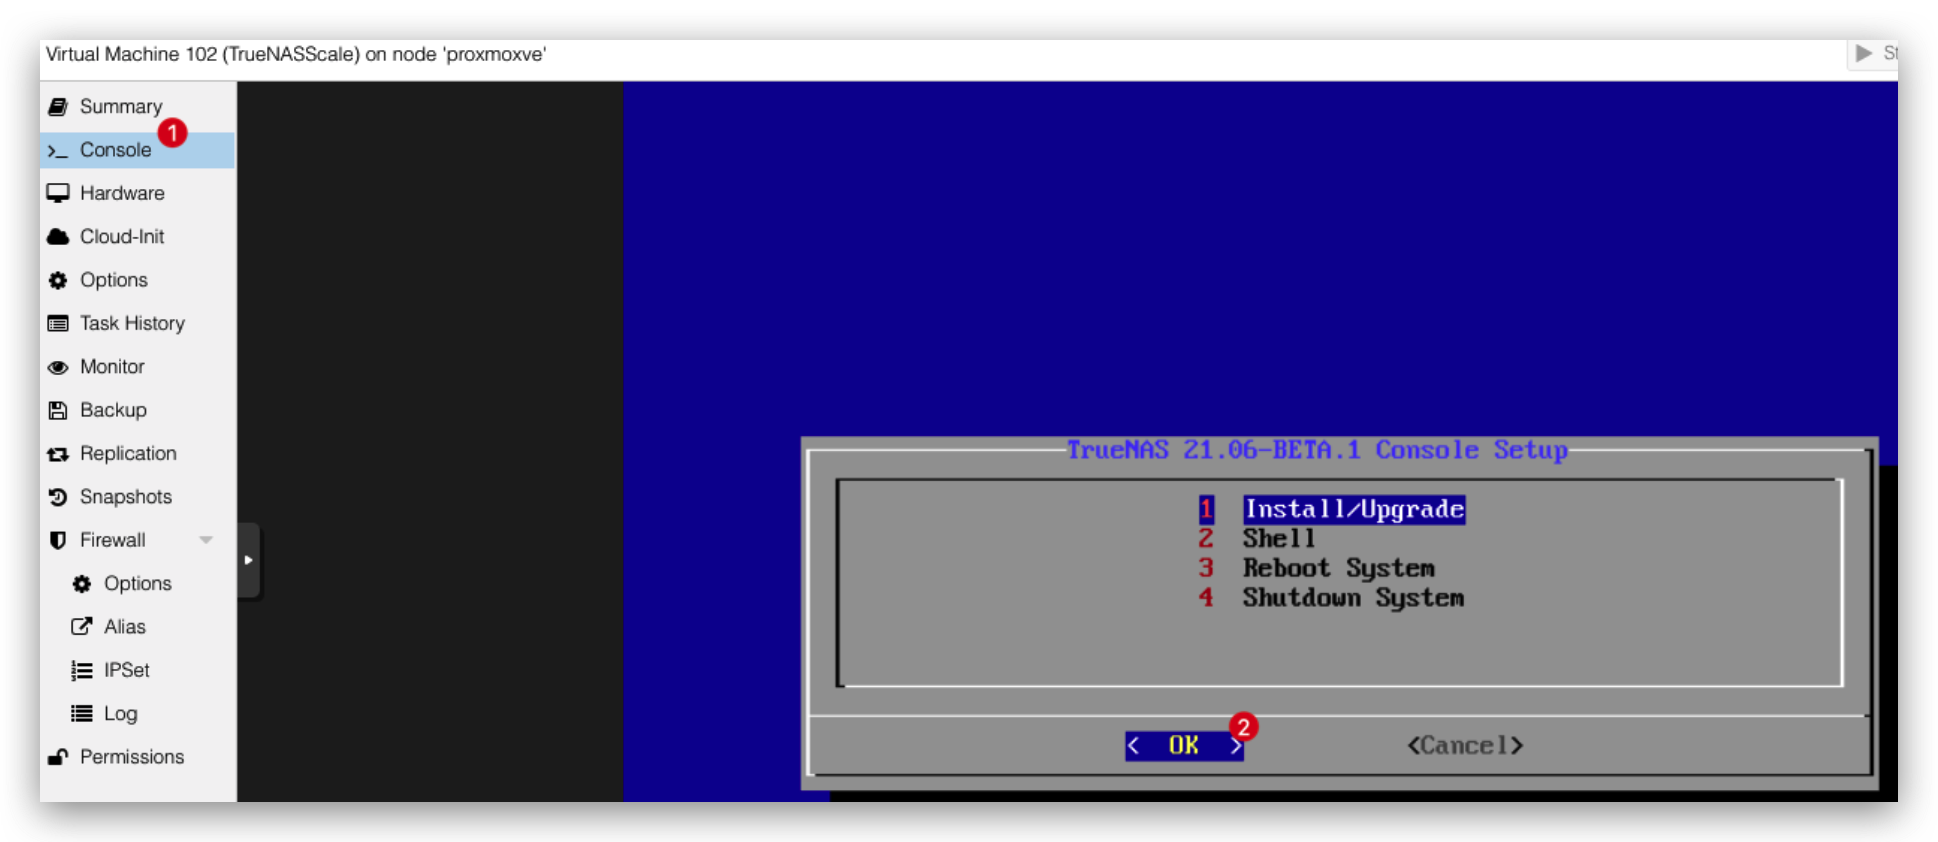 Virtual Machine 102 (TrueNASScale) on node 'proxmoxve'
Summary
1
>_ Console
Hardware
Cloud-Init
Options
Task History
Monitor
Backup
Replication
Snapshots
Firewall
Options
Alias
IPSet
Log
Permissions
TrueNAS 21.06-BETA.1 Console Setup
1 Install/Upgrade
2 Shell
3 Reboot System
4 Shutdown System
2
< OK > <Cancel>